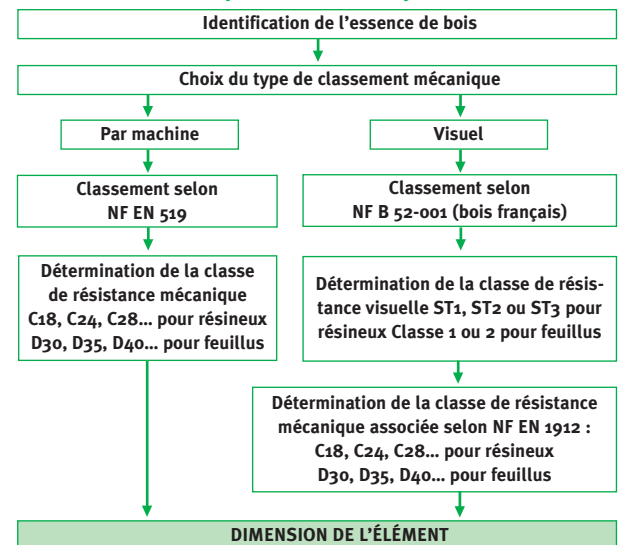 Identification de l’essence de bois
Choix du type de classement mécanique
Par machine
Visuel
Classement selon
NF EN 519
Classement selon
NF B 52-001 (bois français)
Détermination de la classe
de résistance mécanique
C18, C24, C28… pour résineux
D30, D35, D40… pour feuillus
Détermination de la classe de résis-
tance visuelle ST1, ST2 ou ST3 pour
résineux Classe 1 ou 2 pour feuillus
Détermination de la classe de résistance
mécanique associée selon NF EN 1912 :
C18, C24, C28… pour résineux
D30, D35, D40… pour feuillus
DIMENSION DE L’ÉLÉMENT